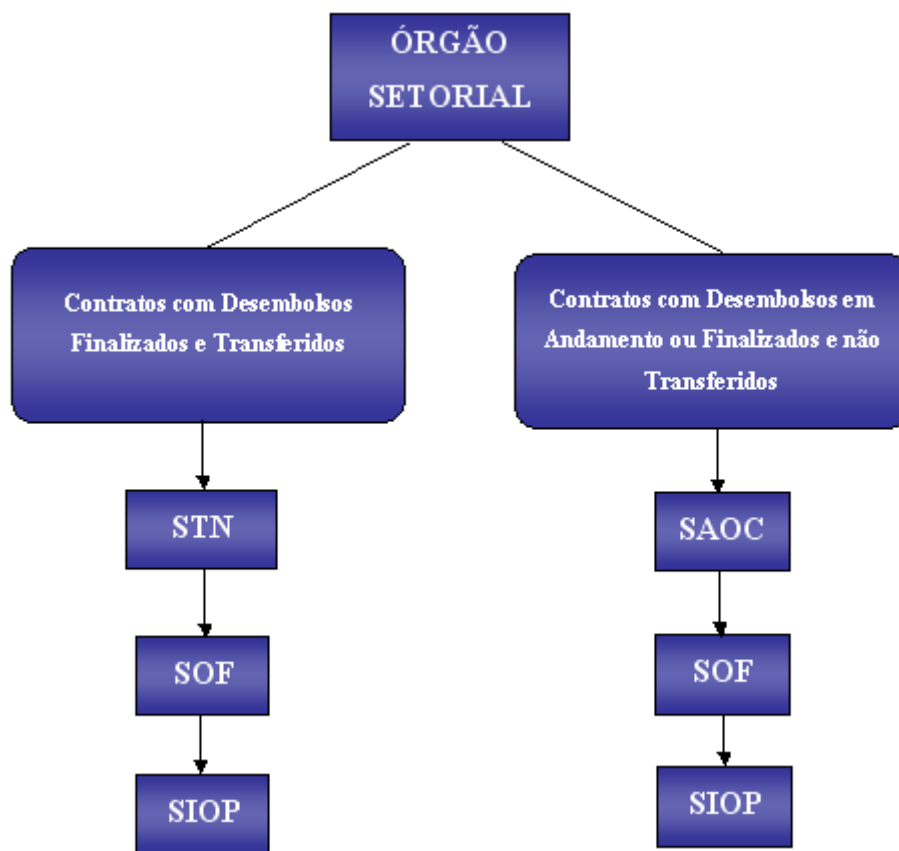 ÓRGÃO
SETORIAL
Contratos com Desembolsos
Finalizados e Transferidos
Contratos com Desembolsos em
Andamento ou Finalizados e não
Transferidos
STN
SAOC
SOF
SOF
SIOP
SIOP